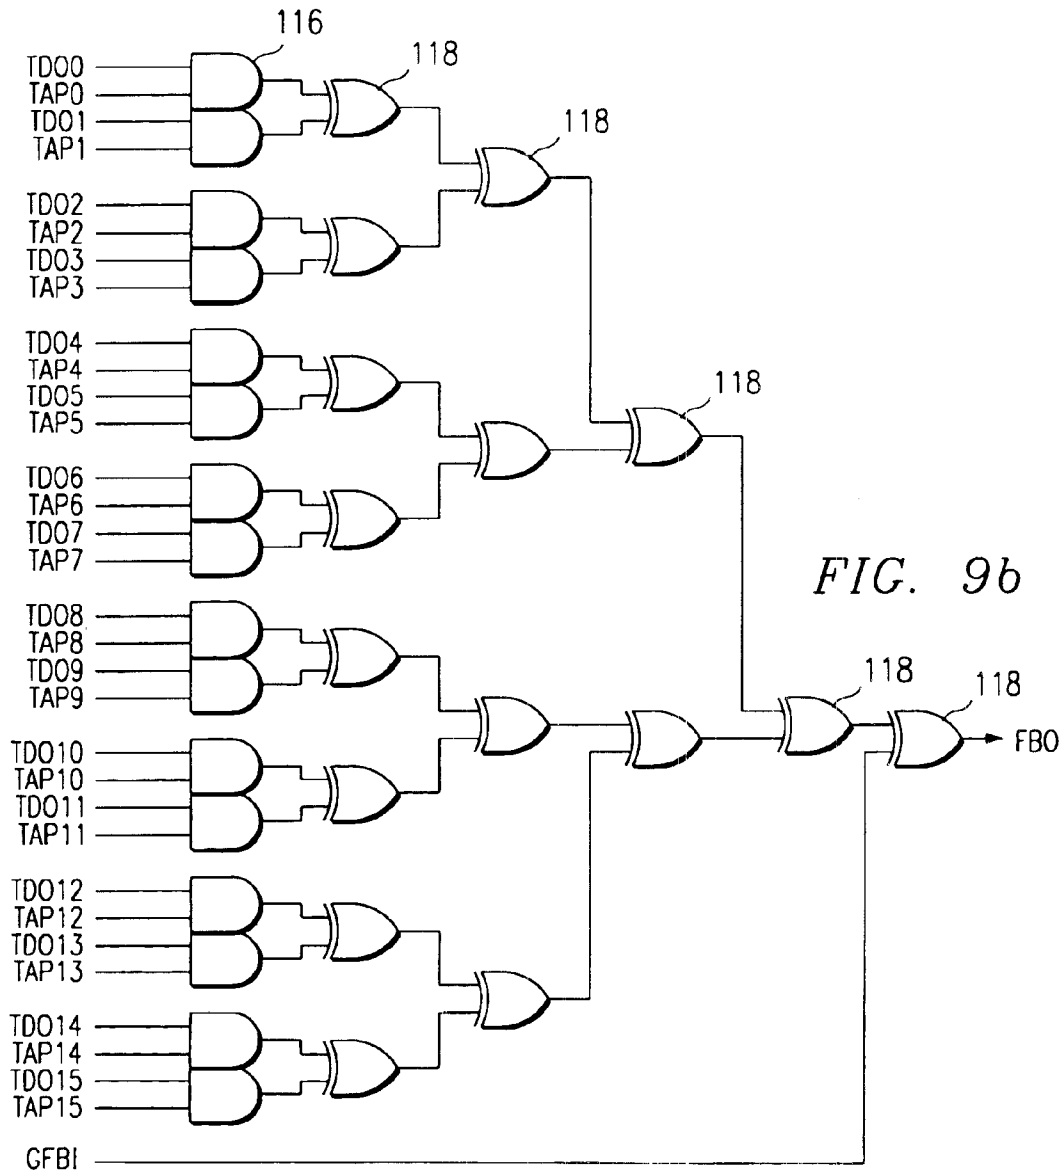 116
118
118
TDO0
TAP0
TDO1
TAP1
TDO2
TAP2
TDO3
TAP3
TDO4
TAP4
TDO5
TAP5
118
TDO6
TAP6
TDO7
TAP7
FIG. 9b
TDO8
TAP8
TDO9
TAP9
118
118
FBO
TDO10
TAP10
TDO11
TAP11
TDO12
TAP12
TDO13
TAP13
TDO14
TAP14
TDO15
TAP15
GFBI